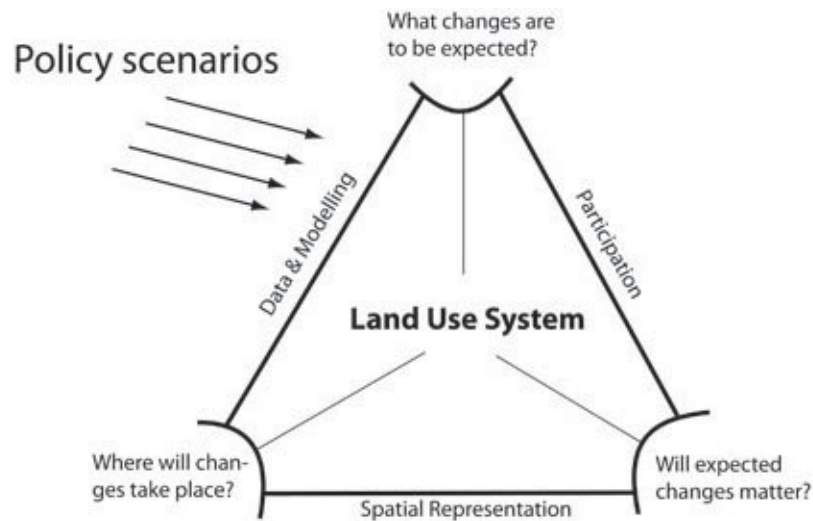 What changes are
to be expected?
Policy scenarios
Data & Modelling
Participation
Land Use System
Where will chan-
ges take place?
Will expected
changes matter?
Spatial Representation